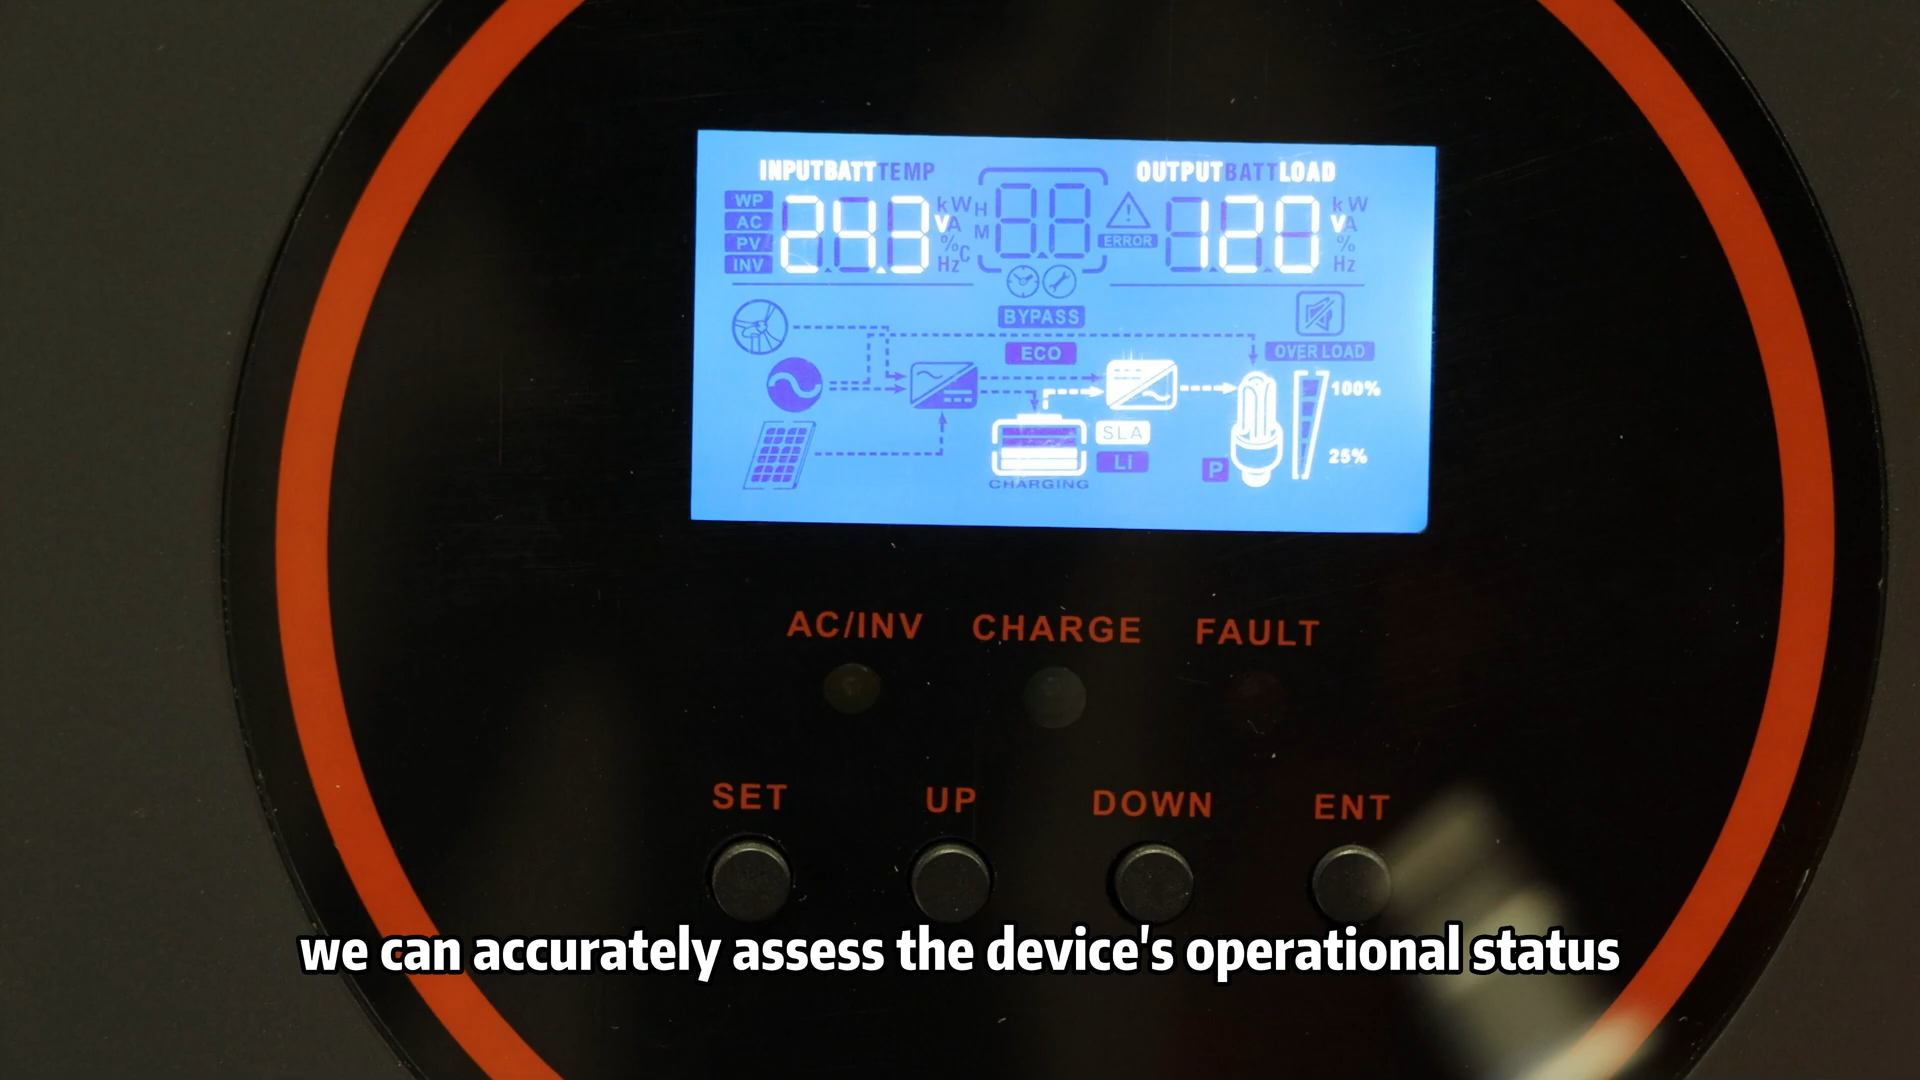 INPUTBATTTEMP OUTPUTBATTLOAD
WP
AC
PV
INV
243 kW V A % Hz °C
H
M
8.8
ERROR
120 kW V A % Hz
BYPASS
ECO
OVER LOAD
100%
25%
SLA
Li
P
CHARGING
AC/INV CHARGE FAULT
SET UP DOWN ENT
we can accurately assess the device's operational status